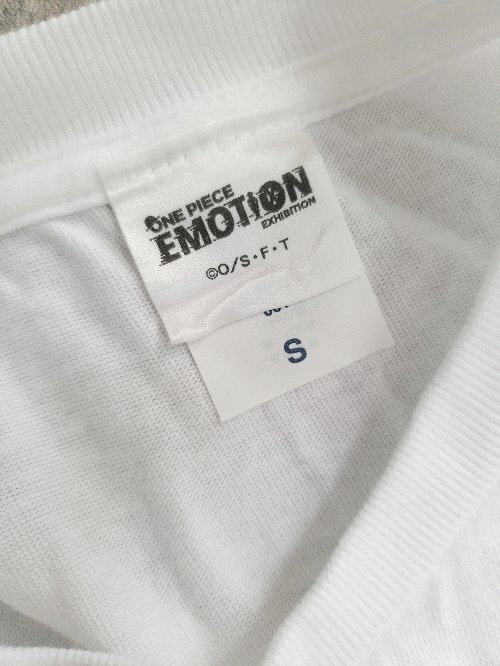 ONE PIECE
EMOTION
EXHIBITION
©O/S・F・T
S